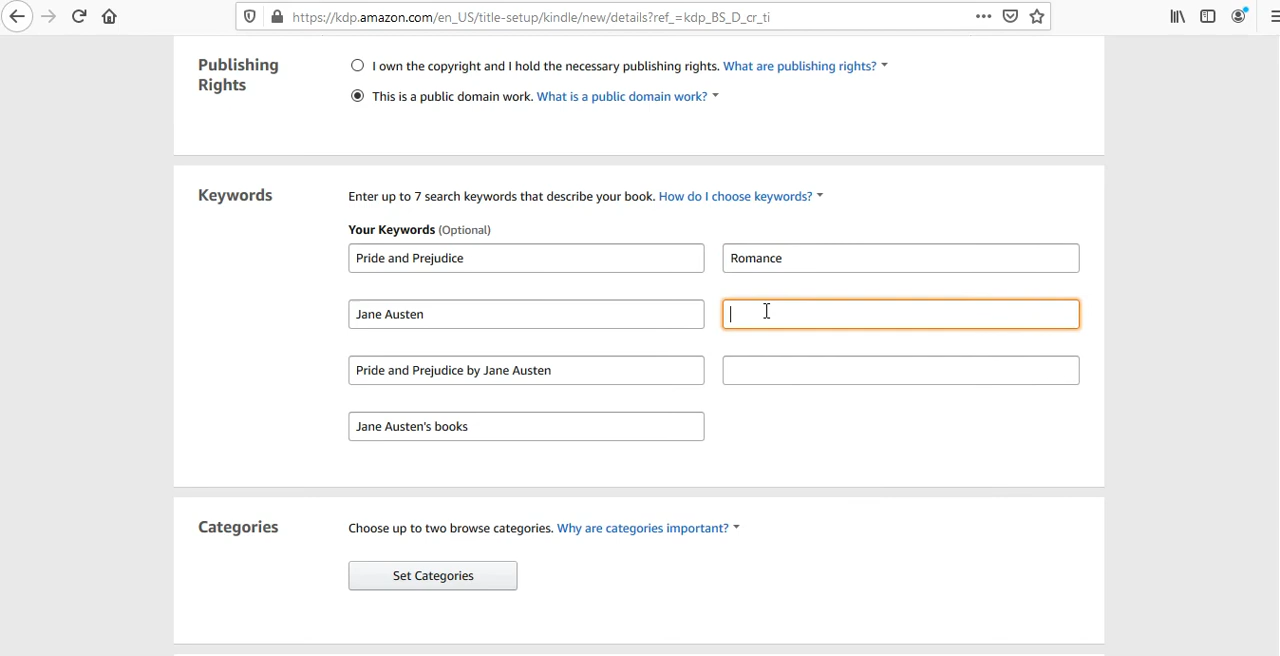 https://kdp.amazon.com/en_US/title-setup/kindle/new/details?ref_=kdp_BS_D_cr_ti
Publishing Rights
I own the copyright and I hold the necessary publishing rights. What are publishing rights?
This is a public domain work. What is a public domain work?
Keywords
Enter up to 7 search keywords that describe your book. How do I choose keywords?
Your Keywords (Optional)
Pride and Prejudice
Romance
Jane Austen
Pride and Prejudice by Jane Austen
Jane Austen's books
Categories
Choose up to two browse categories. Why are categories important?
Set Categories